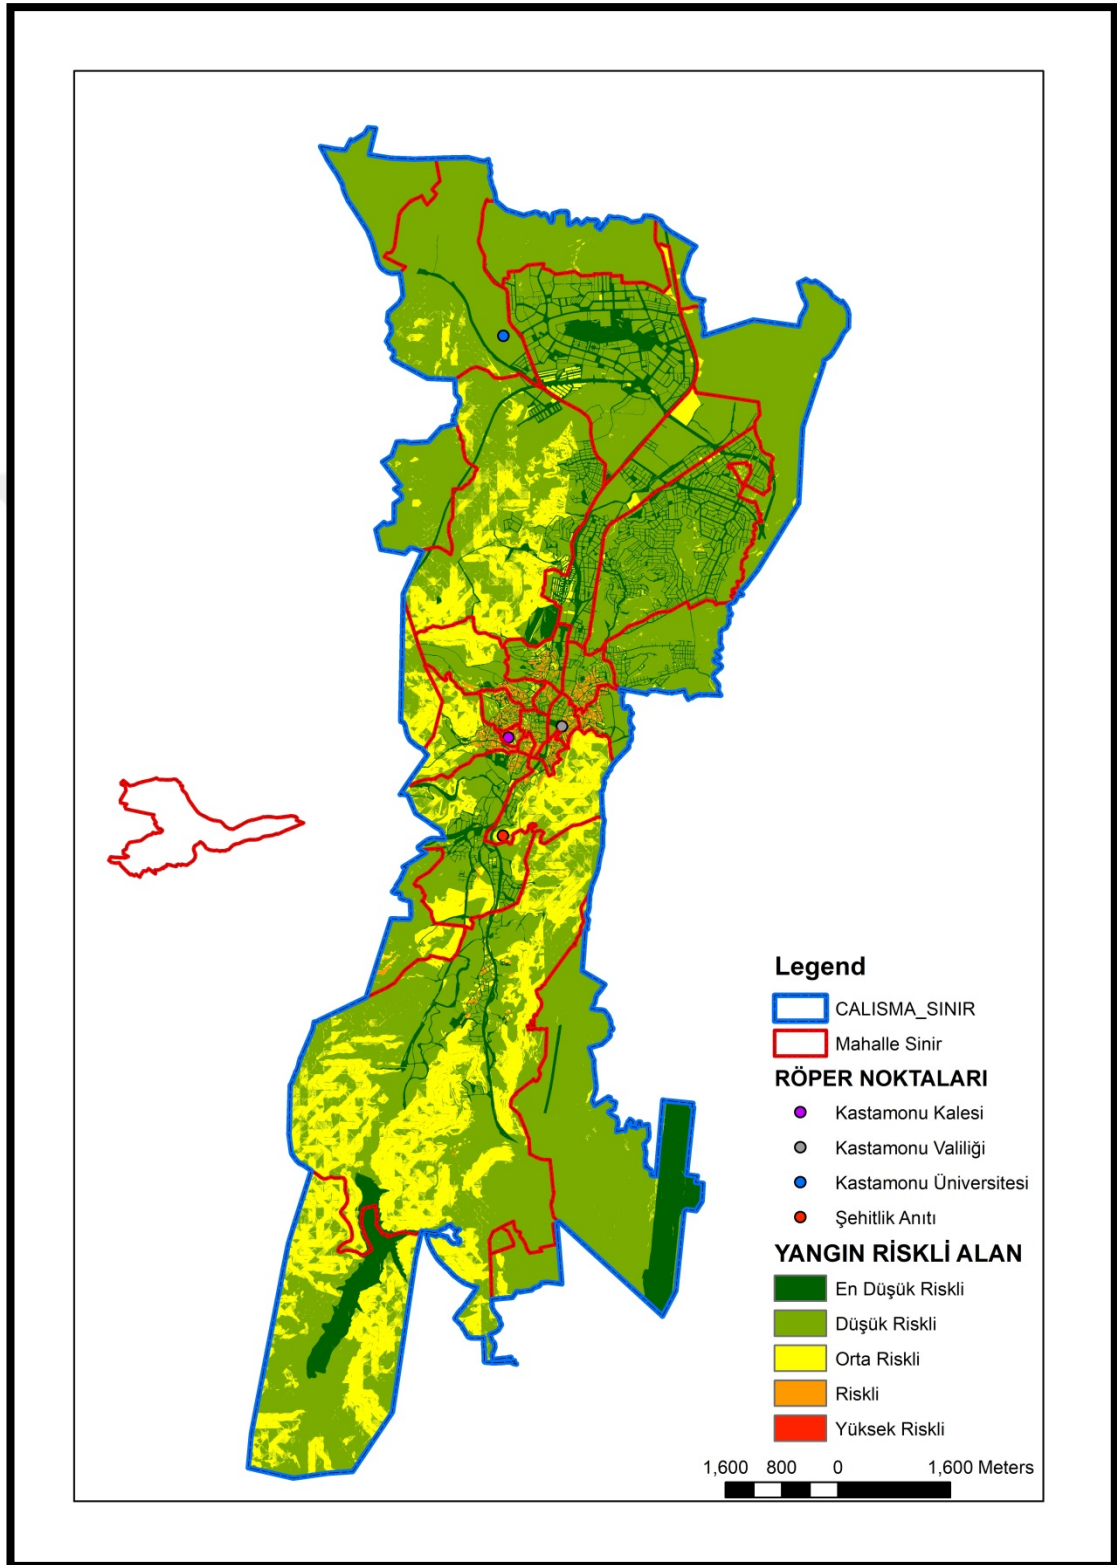 Legend
CALISMA_SINIR
Mahalle Sinir
RÖPER NOKTALARI
Kastamonu Kalesi
Kastamonu Valiliği
Kastamonu Üniversitesi
Şehitlik Anıtı
YANGIN RİSKLİ ALAN
En Düşük Riskli
Düşük Riskli
Orta Riskli
Riskli
Yüksek Riskli
1,600 800 0 1,600 Meters